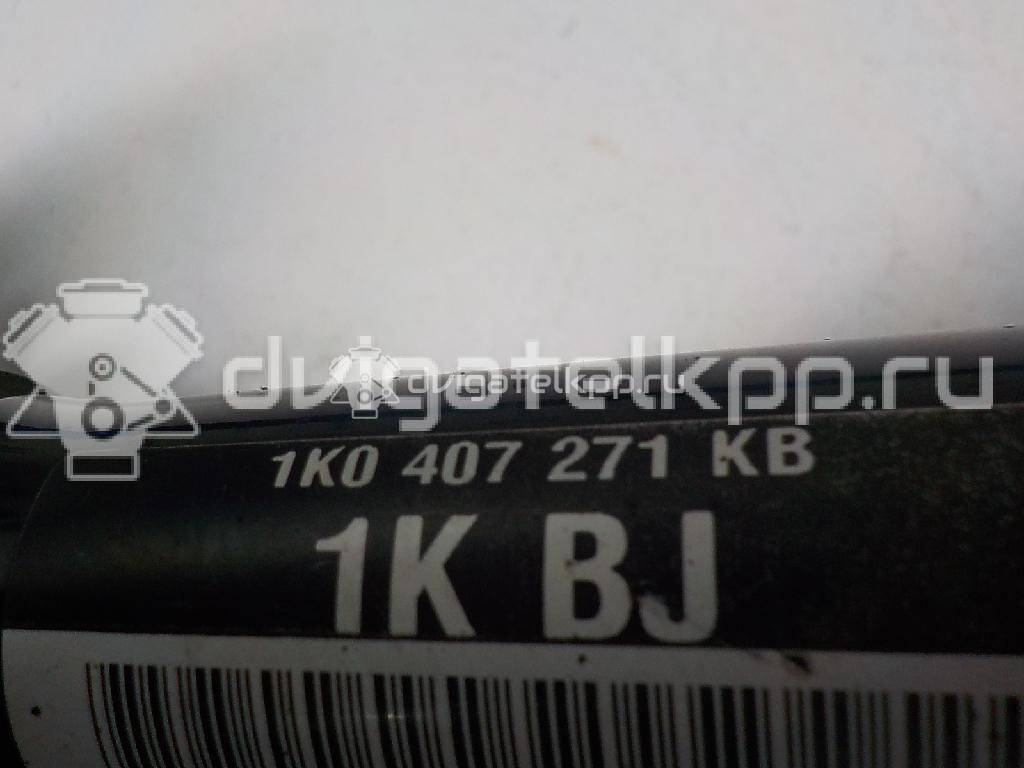 dvigatelkpp.ru
dvigatelkpp.ru
1K0 407 271 KB
1K BJ